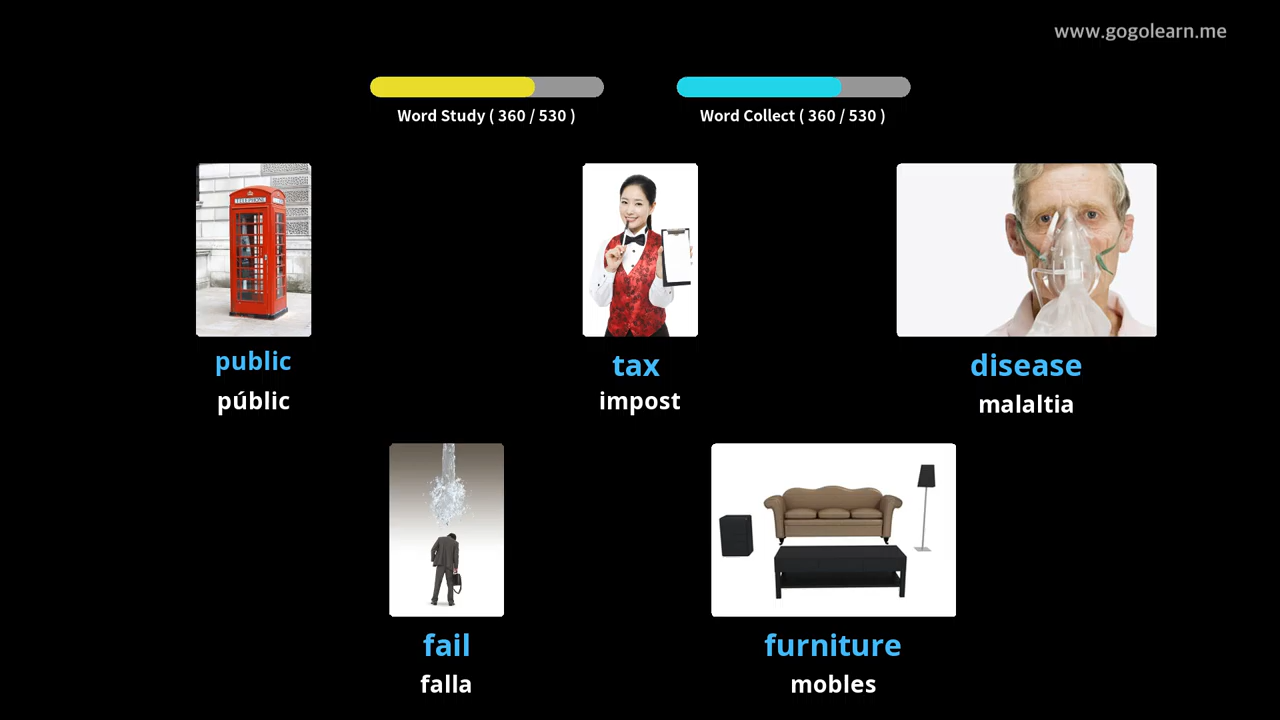 www.gogolearn.me
Word Study ( 360 / 530 )
Word Collect ( 360 / 530 )
TELEPHONE
public
públic
tax
impost
disease
malaltia
fail
falla
furniture
mobles